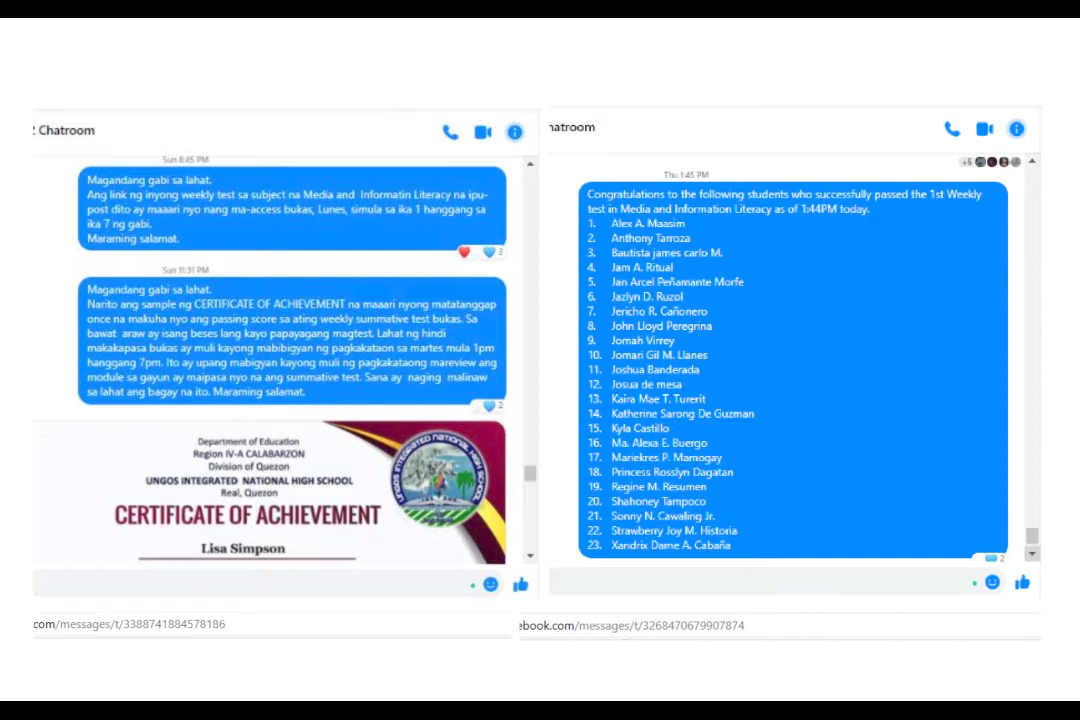 2 Chatroom
Sun 8:45 PM
Magandang gabi sa lahat.
Ang link ng inyong weekly test sa subject na Media and Informatin Literacy na ipu-
post dito ay maaari nyo nang ma-access bukas, Lunes, simula sa ika 1 hanggang sa
ika 7 ng gabi.
Maraming salamat.
3
Sun 11:31 PM
Magandang gabi sa lahat.
Narito ang sample ng CERTIFICATE OF ACHIEVEMENT na maaari nyong matatanggap
once na makuha nyo ang passing score sa ating weekly summative test bukas. Sa
bawat araw ay isang beses lang kayo papayagang magtest. Lahat ng hindi
makakapasa bukas ay muli kayong mabibigyan ng pagkakataon sa martes mula 1pm
hanggang 7pm. Ito ay upang mabigyan kayong muli ng pagkakataong mareview ang
module sa gayun ay maipasa nyo na ang summative test. Sana ay naging malinaw
sa lahat ang bagay na ito. Maraming salamat.
2
Department of Education
Region IV-A CALABARZON
Division of Quezon
UNGOS INTEGRATED NATIONAL HIGH SCHOOL
Real, Quezon
CERTIFICATE OF ACHIEVEMENT
Lisa Simpson
UNGOS INTEGRATED NATIONAL HIGH SCHOOL
com/messages/t/3388741884578186
hatroom
+5
Thu 1:45 PM
Congratulations to the following students who successfully passed the 1st Weekly
test in Media and Information Literacy as of 1:44PM today.
1. Alex A. Maasim
2. Anthony Tarroza
3. Bautista james carlo M.
4. Jam A. Ritual
5. Jan Arcel Peñamante Morfe
6. Jazlyn D. Ruzol
7. Jericho R. Cañonero
8. John Lloyd Peregrina
9. Jomah Virrey
10. Jomari Gil M. Llanes
11. Joshua Banderada
12. Josua de mesa
13. Kaira Mae T. Turerit
14. Katherine Sarong De Guzman
15. Kyla Castillo
16. Ma. Alexa E. Buergo
17. Mariekres P. Mamogay
18. Princess Rosslyn Dagatan
19. Regine M. Resumen
20. Shahoney Tampoco
21. Sonny N. Cawaling Jr.
22. Strawberry Joy M. Historia
23. Xandrix Dame A. Cabaña
2
ebook.com/messages/t/3268470679907874